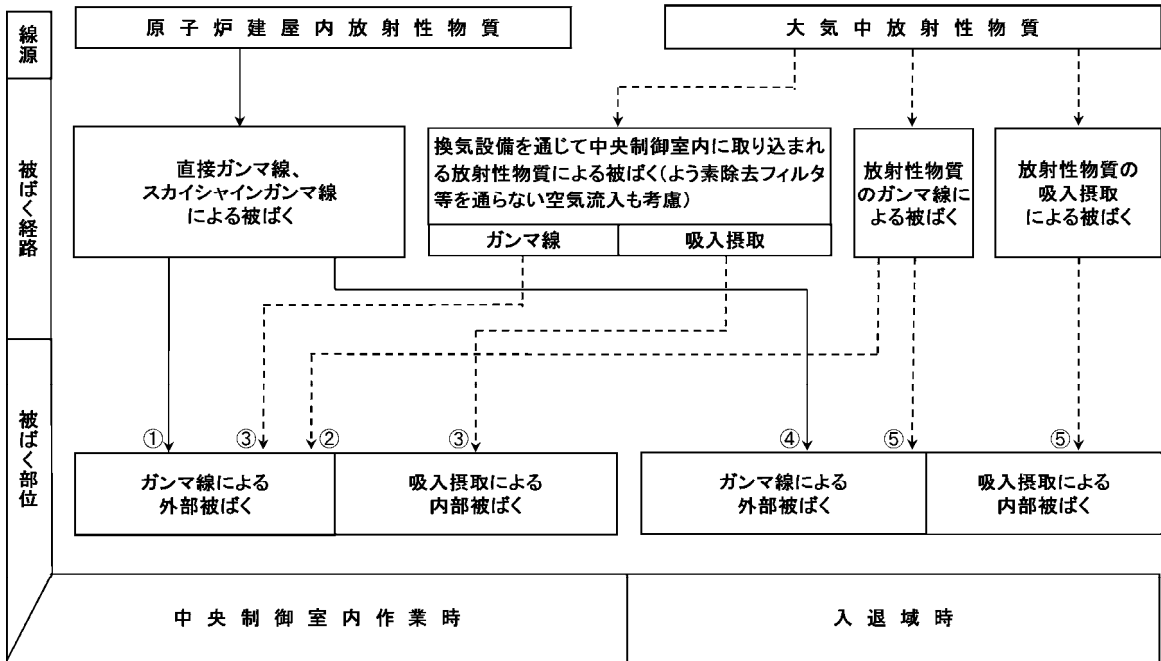 線源
原子炉建屋内放射性物質
大気中放射性物質
被ばく経路
直接ガンマ線、
スカイシャインガンマ線
による被ばく
換気設備を通じて中央制御室内に取り込まれ
る放射性物質による被ばく(よう素除去フィルタ
等を通らない空気流入も考慮)
ガンマ線
吸入摂取
放射性物質
のガンマ線に
よる被ばく
放射性物質の
吸入摂取
による被ばく
被ばく部位
①
③
②
③
④
⑤
⑤
ガンマ線による
外部被ばく
吸入摂取による
内部被ばく
ガンマ線による
外部被ばく
吸入摂取による
内部被ばく
中央制御室内作業時
入退域時